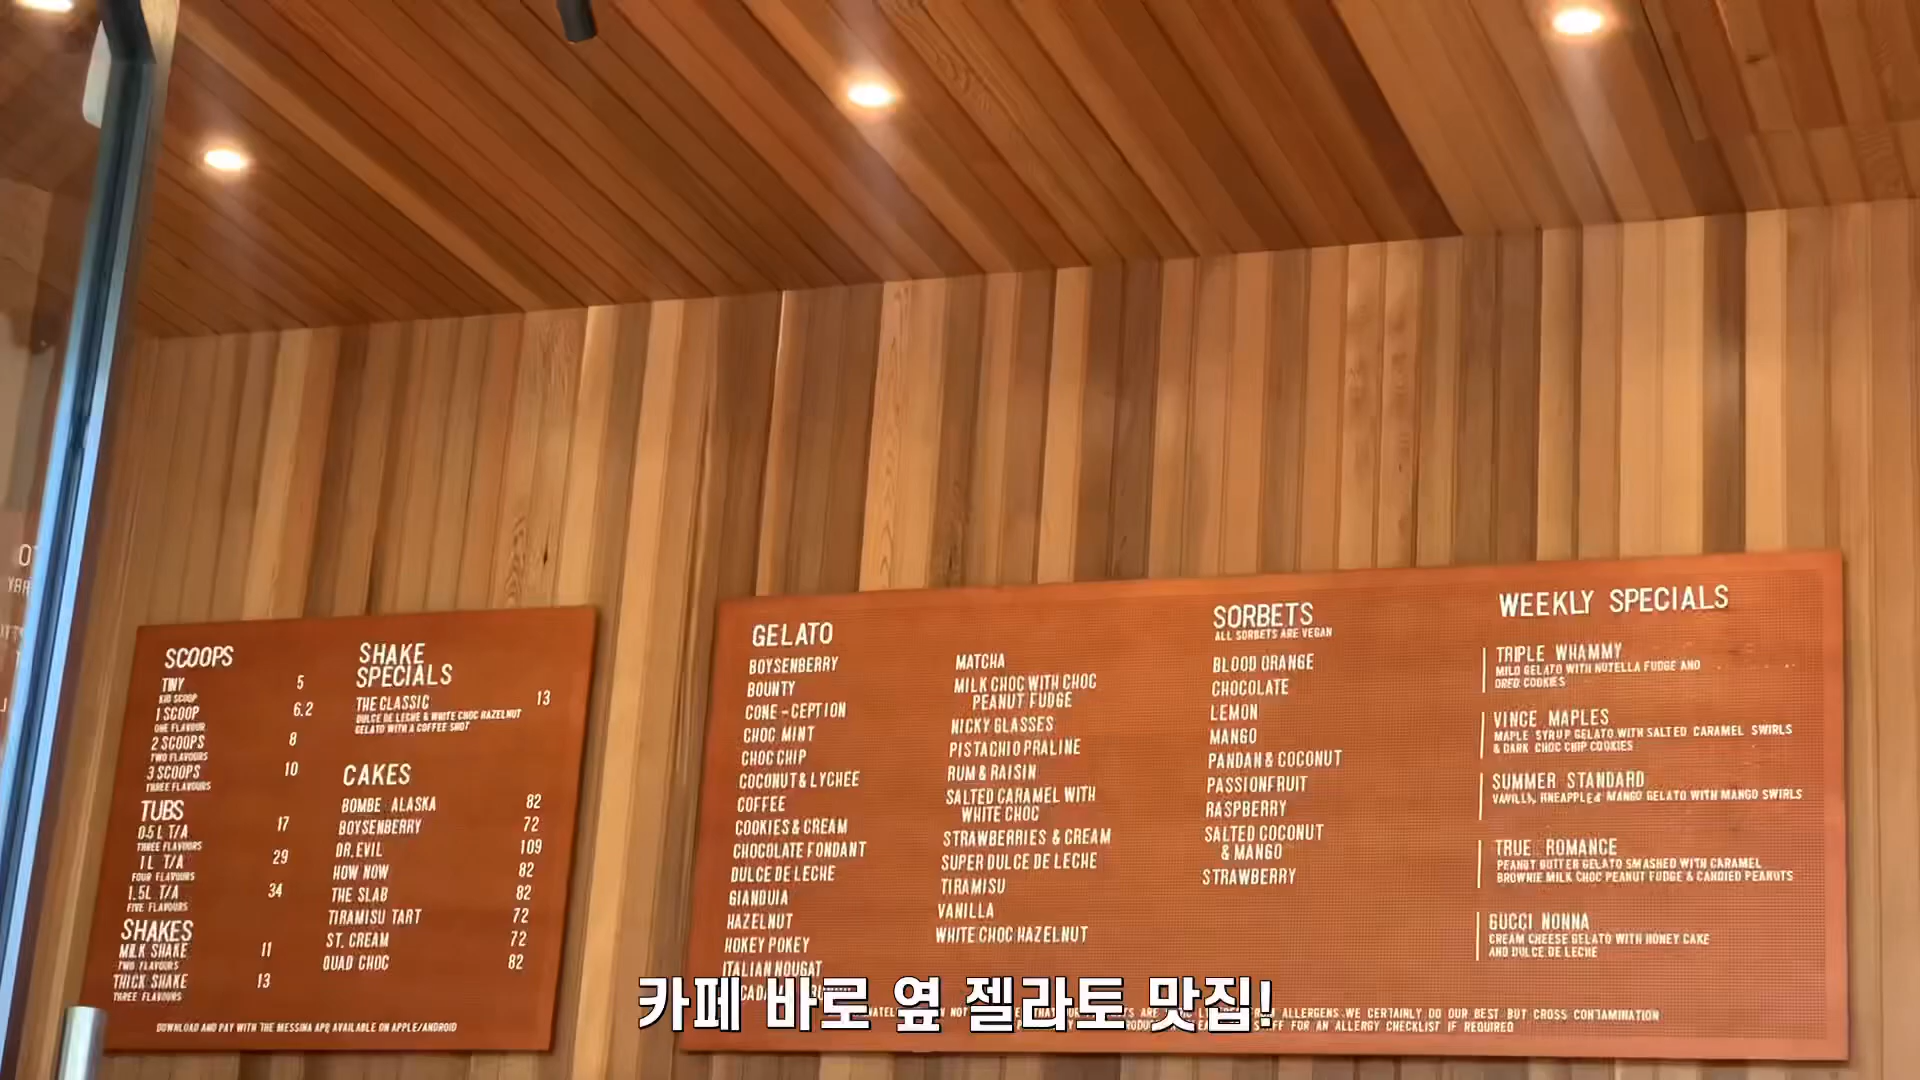 SCOOPS
TINY 5
KID SCOOP
1 SCOOP 6.2
ONE FLAVOUR
2 SCOOPS 8
TWO FLAVOURS
3 SCOOPS 10
THREE FLAVOURS
TUBS
0.5 L T/A 17
THREE FLAVOURS
1 L T/A 29
FOUR FLAVOURS
1.5L T/A 34
FIVE FLAVOURS
SHAKES
MILK SHAKE 11
TWO FLAVOURS
THICK SHAKE 13
THREE FLAVOURS
SHAKE
SPECIALS
THE CLASSIC 13
DULCE DE LECHE & WHITE CHOC HAZELNUT
GELATO WITH A COFFEE SHOT
CAKES
BOMBE ALASKA 82
BOYSENBERRY 72
DR. EVIL 109
HOW NOW 82
THE SLAB 82
TIRAMISU TART 72
ST. CREAM 72
QUAD CHOC 82
DOWNLOAD AND PAY WITH THE MESSINA APP AVAILABLE ON APPLE/ANDROID
GELATO
BOYSENBERRY
BOUNTY
CONE-CEPTION
CHOC MINT
CHOC CHIP
COCONUT & LYCHEE
COFFEE
COOKIES & CREAM
CHOCOLATE FONDANT
DULCE DE LECHE
GIANDUIA
HAZELNUT
HOKEY POKEY
ITALIAN NOUGAT
MATCHA
MILK CHOC WITH CHOC
PEANUT FUDGE
NICKY GLASSES
PISTACHIO PRALINE
RUM & RAISIN
SALTED CARAMEL WITH
WHITE CHOC
STRAWBERRIES & CREAM
SUPER DULCE DE LECHE
TIRAMISU
VANILLA
WHITE CHOC HAZELNUT
SORBETS
ALL SORBETS ARE VEGAN
BLOOD ORANGE
CHOCOLATE
LEMON
MANGO
PANDAN & COCONUT
PASSIONFRUIT
RASPBERRY
SALTED COCONUT
& MANGO
STRAWBERRY
WEEKLY SPECIALS
TRIPLE WHAMMY
MILO GELATO WITH NUTELLA FUDGE AND
OREO COOKIES
VINCE MAPLES
MAPLE SYRUP GELATO WITH SALTED CARAMEL SWIRLS
& DARK CHOC CHIP COOKIES
SUMMER STANDARD
VANILLA, PINEAPPLE & MANGO GELATO WITH MANGO SWIRLS
TRUE ROMANCE
PEANUT BUTTER GELATO SMASHED WITH CARAMEL
BROWNIE MILK CHOC PEANUT FUDGE & CANDIED PEANUTS
GUCCI NONNA
CREAM CHEESE GELATO WITH HONEY CAKE
AND DULCE DE LECHE
ALLERGENS. WE CERTAINLY DO OUR BEST BUT CROSS CONTAMINATION
FOR AN ALLERGY CHECKLIST IF REQUIRED
카페 바로 옆 젤라토 맛집!